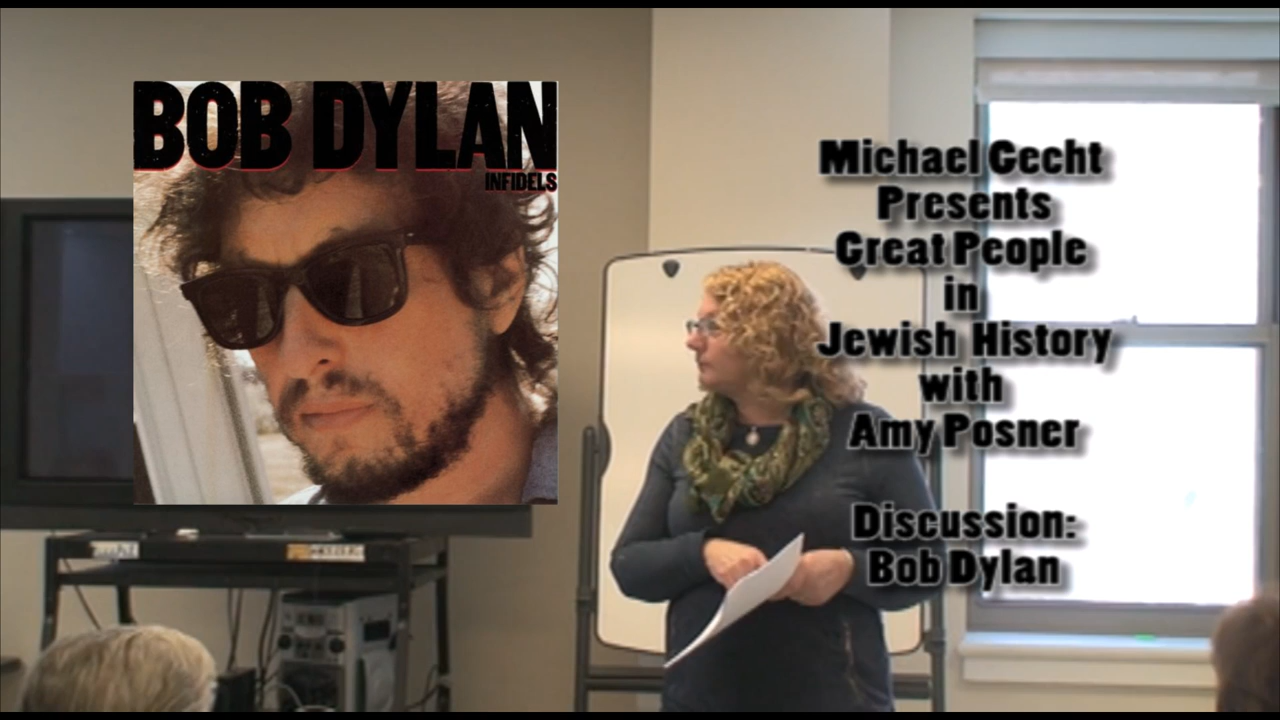 BOB DYLAN
INFIDELS
Michael Gecht
Presents
Great People
in
Jewish History
with
Amy Posner
Discussion:
Bob Dylan